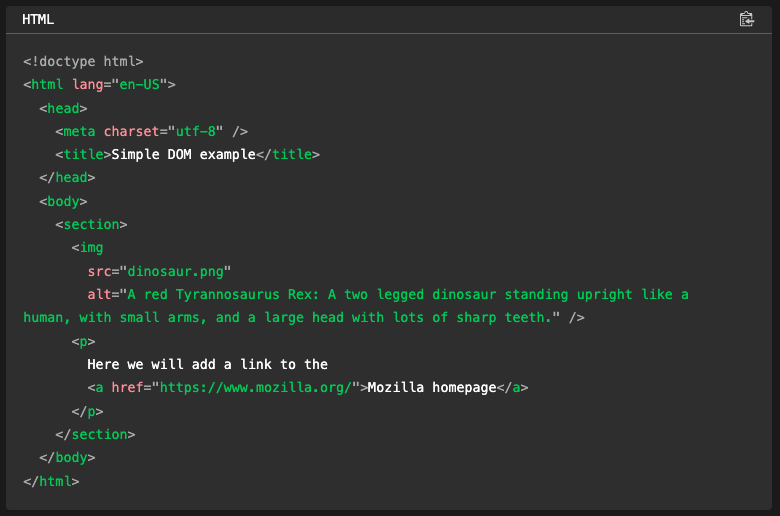 HTML
<!doctype html>
<html lang="en-US">
  <head>
    <meta charset="utf-8" />
    <title>Simple DOM example</title>
  </head>
  <body>
    <section>
      <img
        src="dinosaur.png"
        alt="A red Tyrannosaurus Rex: A two legged dinosaur standing upright like a
human, with small arms, and a large head with lots of sharp teeth." />
      <p>
        Here we will add a link to the
        <a href="https://www.mozilla.org/">Mozilla homepage</a>
      </p>
    </section>
  </body>
</html>